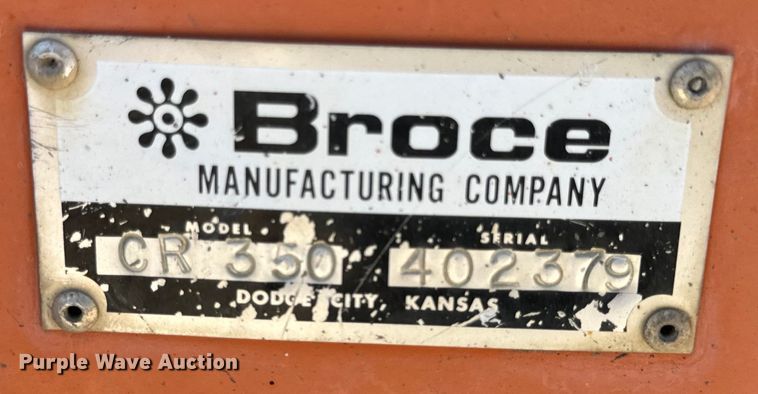 Broce
MANUFACTURING COMPANY
MODEL SERIAL
CR 350 402379
DODGE CITY, KANSAS
Purple Wave Auction